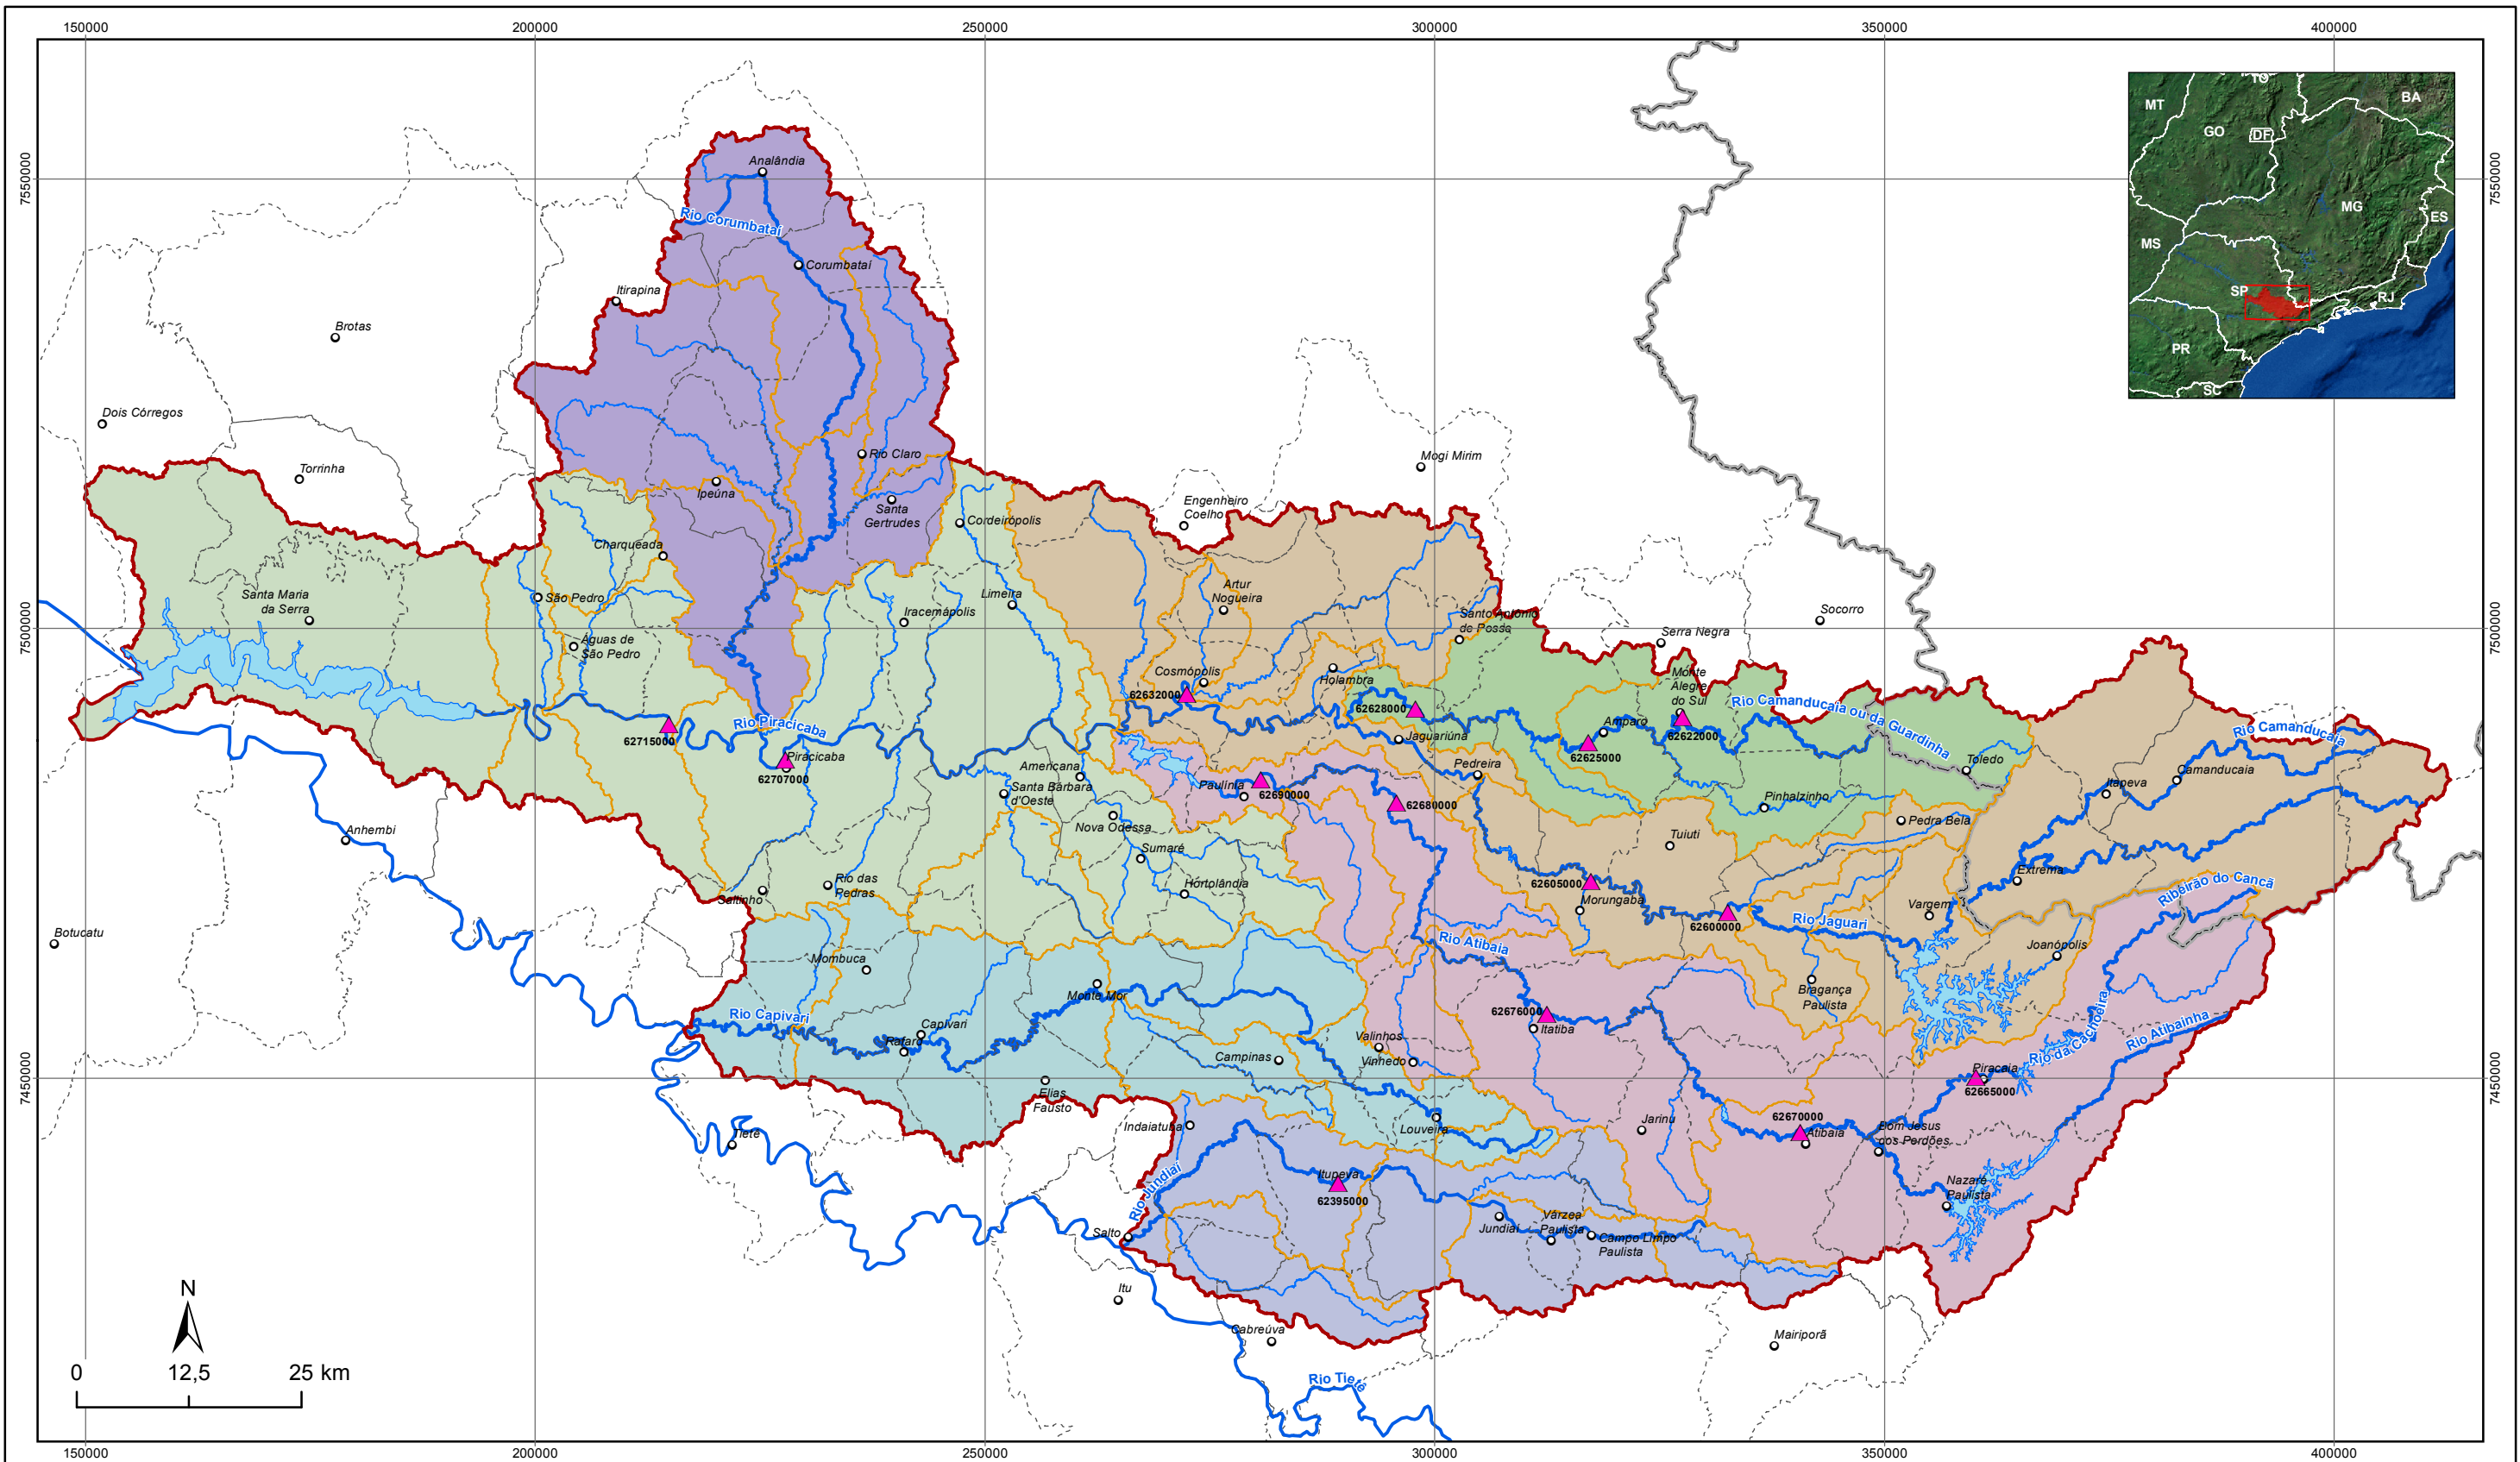 150000
200000
250000
300000
350000
400000
7550000
7550000
TO
MT
BA
GO
DF
MG
ES
MS
SP
RJ
PR
SC
Analândia
Rio Corumbataí
Corumbataí
Itirapina
Brotas
Dois Córregos
Torrinha
Rio Claro
Ipeúna
Santa
Gertrudes
Cordeirópolis
Engenheiro
Coelho
Mogi Mirim
Charqueada
Santa Maria
da Serra
São Pedro
Águas de
São Pedro
Iracemápolis
Limeira
Artur
Nogueira
Santo Antônio
de Posse
Serra Negra
Socorro
7500000
7500000
Cosmópolis
62632000
Holambra
62628000
Monte
Alegre
do Sul
62622000
Amparo
62625000
Rio Camanducaia ou da Guardinha
Toledo
Rio Camanducaia
Camanducaia
Itapeva
Jaguariúna
Pedreira
62715000
Rio Piracicaba
Piracicaba
62707000
Americana
Santa Bárbara
d'Oeste
Nova Odessa
Paulínia
62690000
62680000
Pinhalzinho
Pedra Bela
Tuiuti
Anhembi
Sumaré
Hortolândia
Rio das
Pedras
Saltinho
62605000
Morungaba
62600000
Rio Jaguari
Vargem
Extrema
Ribeirão do Cancã
Botucatu
Mombuca
Monte Mor
Rio Atibaia
Joanópolis
Bragança
Paulista
62676000
Itatiba
Rio Capivari
Capivari
Rafard
Valinhos
Vinhedo
Campinas
Elias
Fausto
Rio da Cachoeira
Rio Atibainha
7450000
7450000
Piracaia
62665000
Tietê
Indaiatuba
Louveira
Jarinu
62670000
Atibaia
Bom Jesus
dos Perdões
Rio Jundiaí
Itupeva
62395000
Nazaré
Paulista
Salto
Jundiaí
Várzea
Paulista
Campo Limpo
Paulista
Itu
Cabreúva
Mairiporã
Rio Tietê
N
0
12,5
25 km
150000
200000
250000
300000
350000
400000